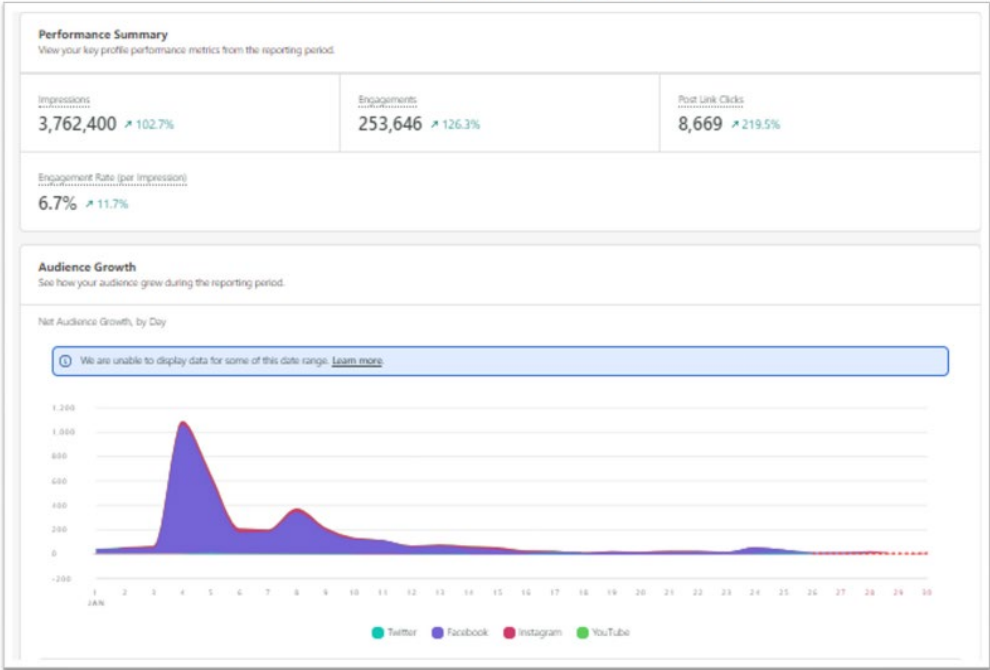 Performance Summary
View your key profile performance metrics from the reporting period.
Impressions
3,762,400 ↗ 102.7%
Engagements
253,646 ↗ 126.3%
Post Link Clicks
8,669 ↗ 219.5%
Engagement Rate (per Impression)
6.7% ↗ 11.7%
Audience Growth
See how your audience grew during the reporting period.
Net Audience Growth, by Day
We are unable to display data for some of this date range. Learn more.
1,200
1,000
800
600
400
200
0
-200
1 2 3 4 5 6 7 8 9 10 11 12 13 14 15 16 17 18 19 20 21 22 23 24 25 26 27 28 29 30
JAN
Twitter Facebook Instagram YouTube